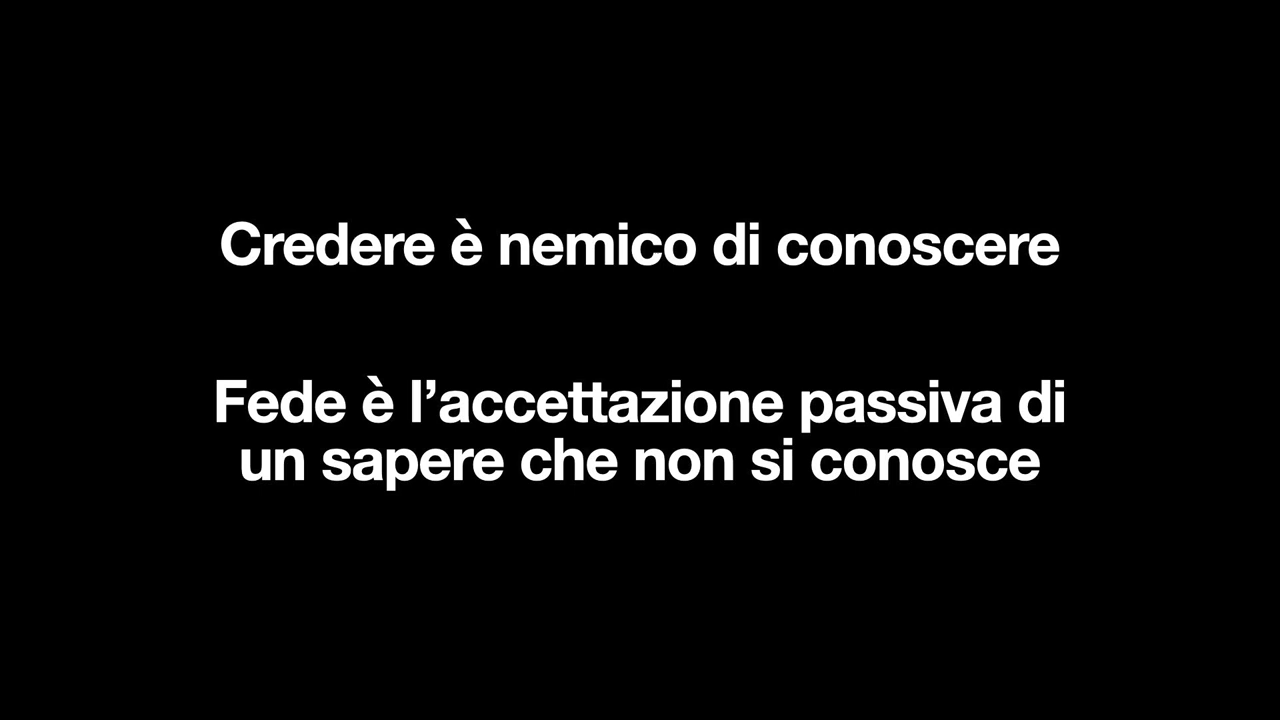 Credere è nemico di conoscere
Fede è l’accettazione passiva di
un sapere che non si conosce